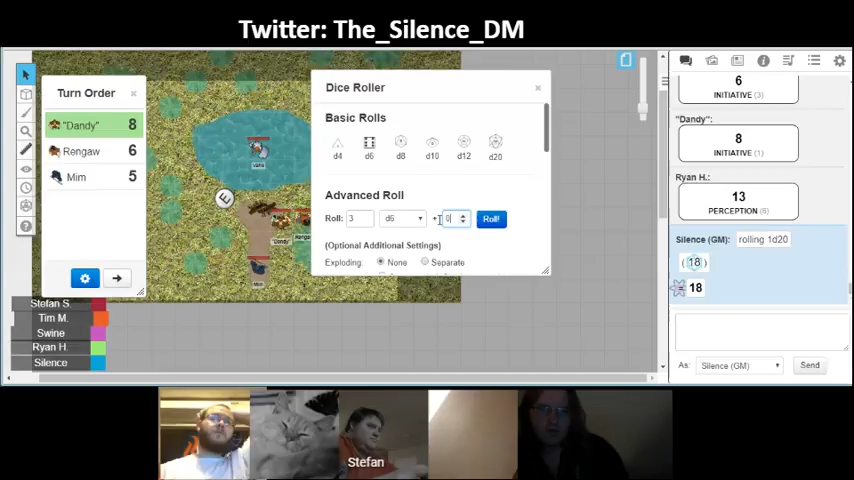 Twitter: The_Silence_DM
Turn Order ×
"Dandy" 8
Rengaw 6
Mim 5
Dice Roller ×
Basic Rolls
d4 d6 d8 d10 d12 d20
Advanced Roll
Roll: 3 d6 + 0 Roll!
(Optional Additional Settings)
Exploding: None Separate
E
"Dandy"
Mim
Stefan S.
Tim M.
Swine
Ryan H.
Silence
6
INITIATIVE (3)
"Dandy":
8
INITIATIVE (1)
Ryan H.:
13
PERCEPTION (6)
Silence (GM): rolling 1d20
(18)
= 18
As: Silence (GM) Send
Stefan